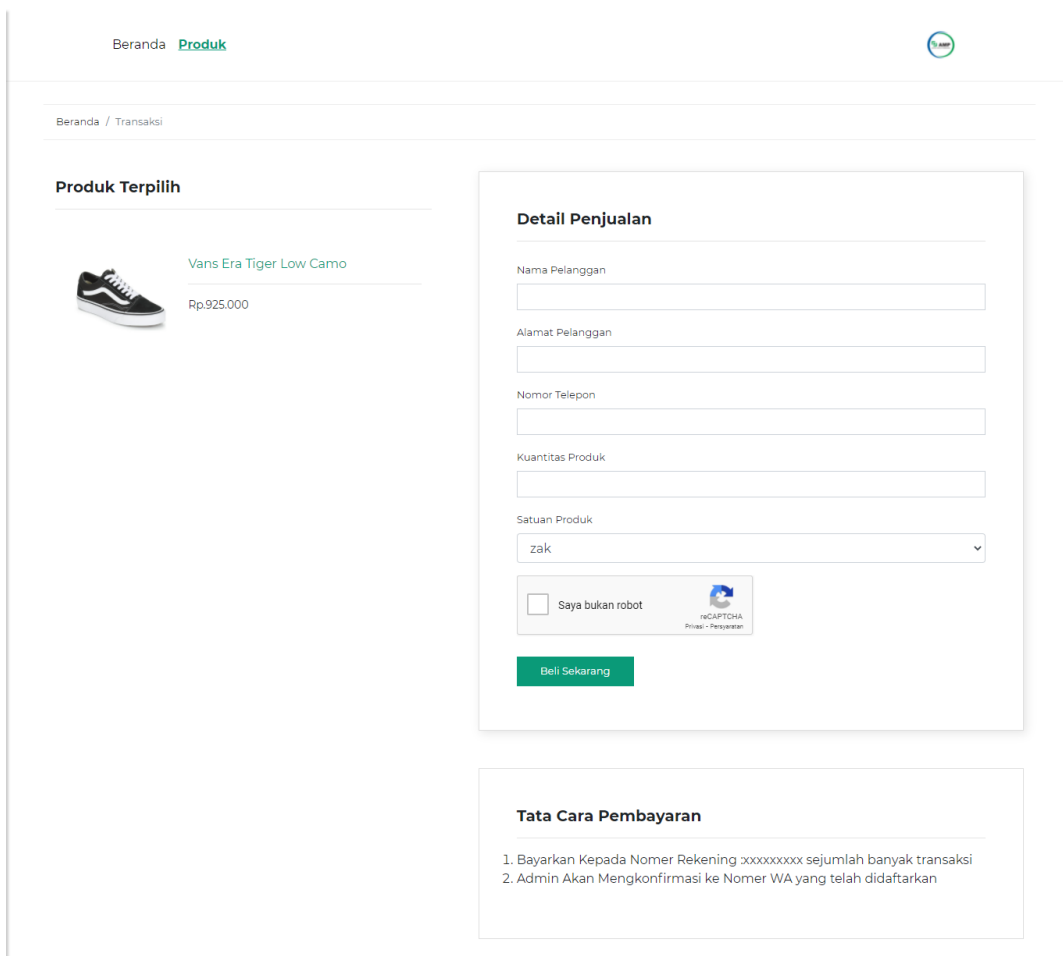 Beranda Produk
Beranda / Transaksi
Produk Terpilih
Vans Era Tiger Low Camo
Rp.925.000
Detail Penjualan
Nama Pelanggan
Alamat Pelanggan
Nomor Telepon
Kuantitas Produk
Satuan Produk
zak
Saya bukan robot
reCAPTCHA
Privasi - Persyaratan
Beli Sekarang
Tata Cara Pembayaran
1. Bayarkan Kepada Nomer Rekening :xxxxxxxxx sejumlah banyak transaksi
2. Admin Akan Mengkonfirmasi ke Nomer WA yang telah didaftarkan